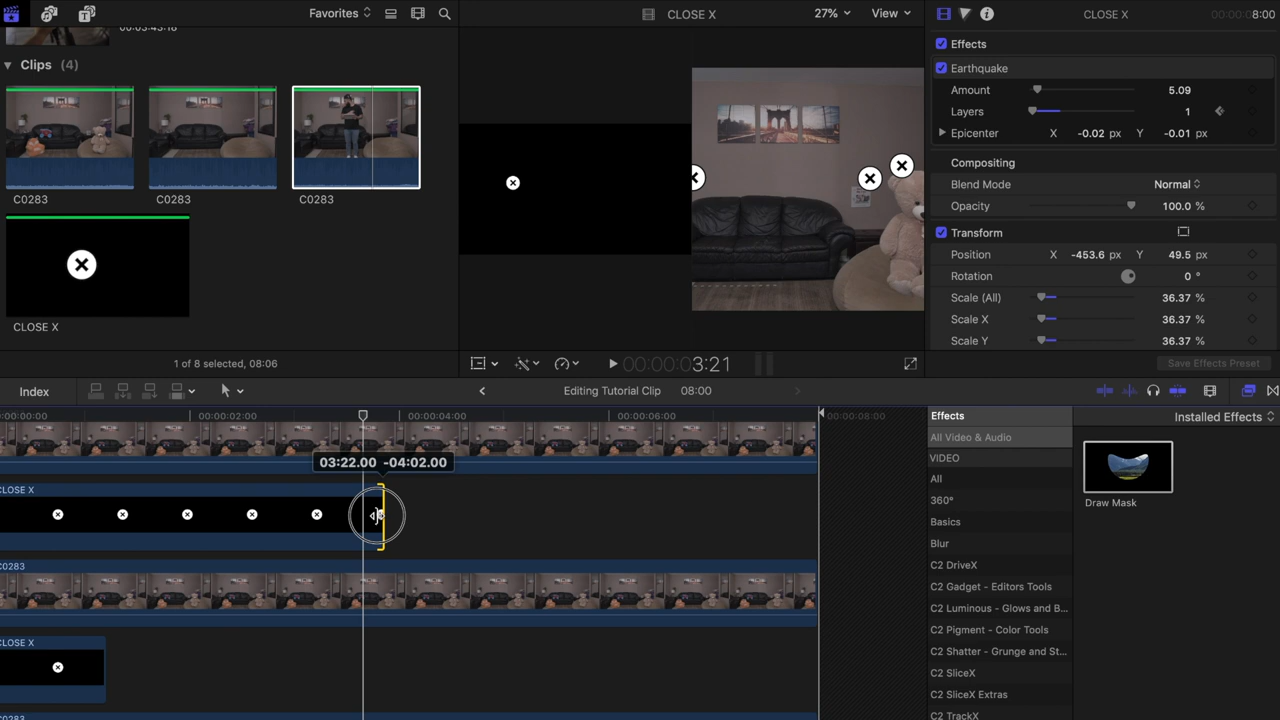 Favorites
00:03:43:18
Clips (4)
C0283
C0283
C0283
CLOSE X
1 of 8 selected, 08:06
CLOSE X
27%
View
00:00:00:03:21
CLOSE X
8:00
Effects
Earthquake
Amount 5.09
Layers 1
Epicenter X -0.02 px Y -0.01 px
Compositing
Blend Mode Normal
Opacity 100.0 %
Transform
Position X -453.6 px Y 49.5 px
Rotation 0 °
Scale (All) 36.37 %
Scale X 36.37 %
Scale Y 36.37 %
Save Effects Preset
Index
Editing Tutorial Clip 08:00
00:00:02:00
00:00:04:00
00:00:06:00
00:00:08:00
03:22.00 -04:02.00
CLOSE X
C0283
CLOSE X
C0283
Effects
Installed Effects
All Video & Audio
VIDEO
All
360°
Basics
Blur
C2 DriveX
C2 Gadget - Editors Tools
C2 Luminous - Glows and B...
C2 Pigment - Color Tools
C2 Shatter - Grunge and St...
C2 SliceX
C2 SliceX Extras
C2 TrackX
Draw Mask